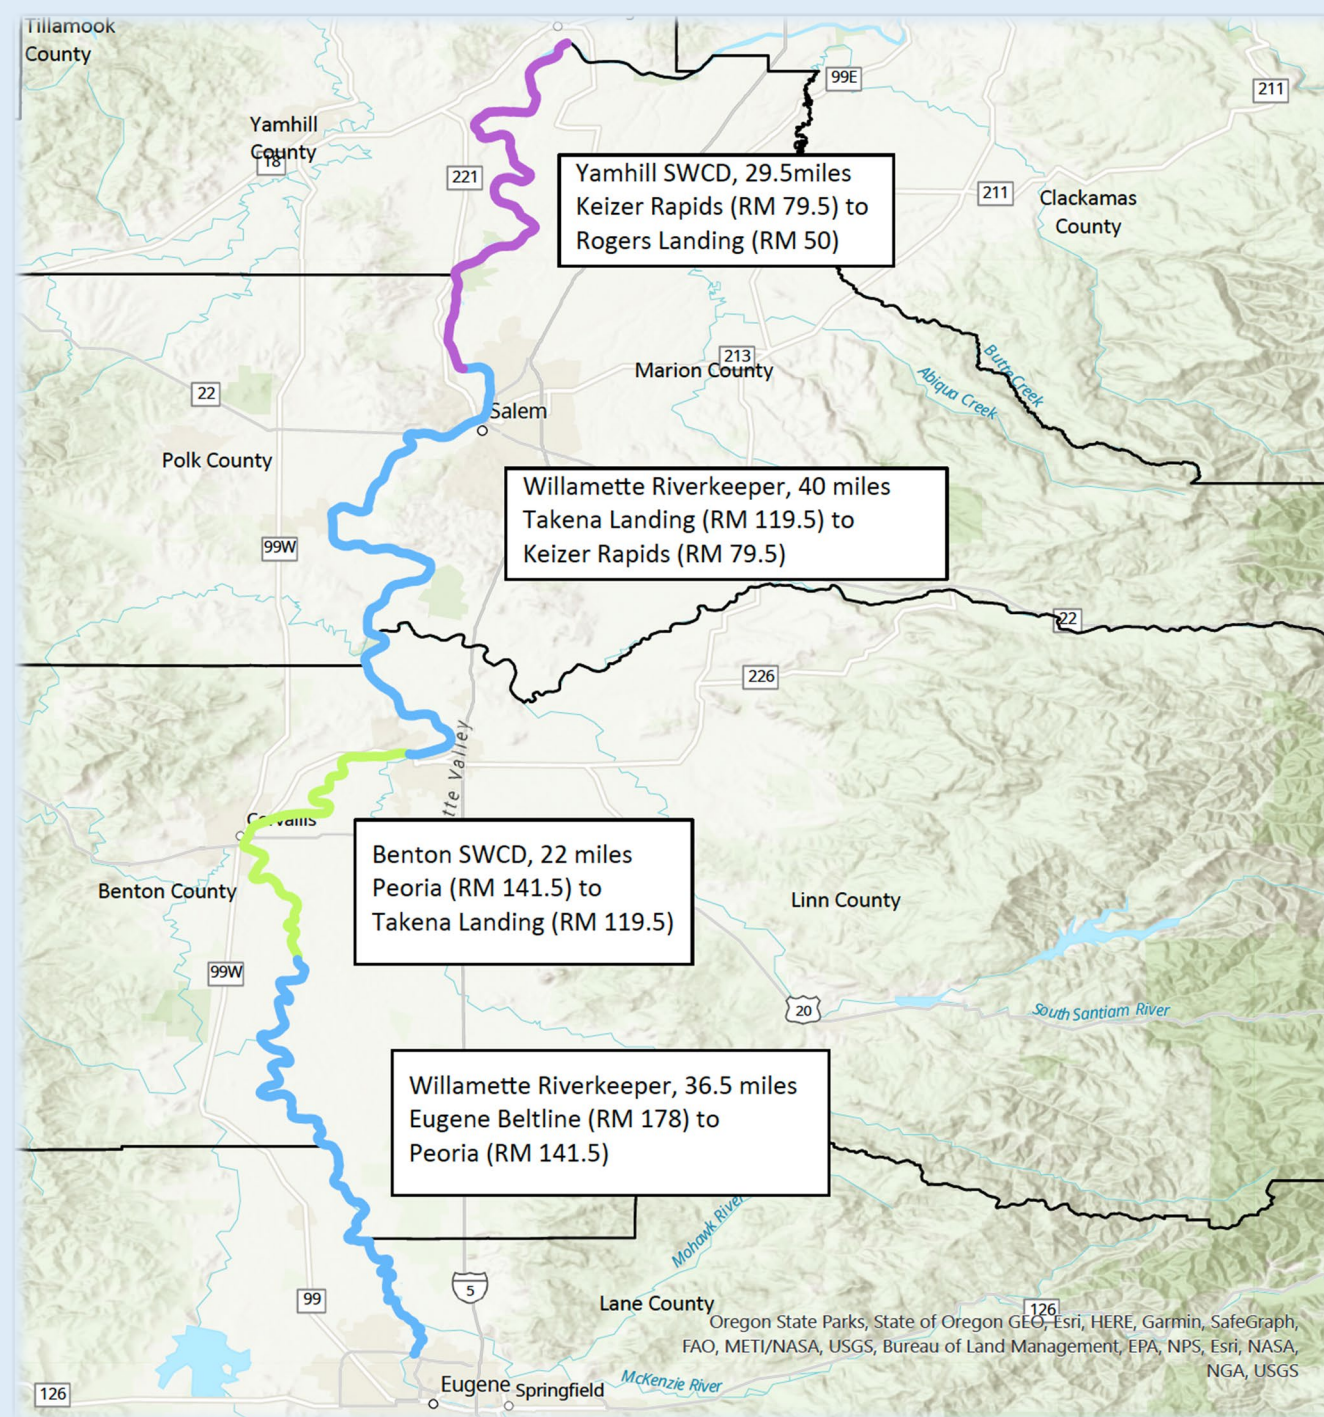 Tillamook
County
99E
211
Yamhill
County
18
221
Yamhill SWCD, 29.5miles
Keizer Rapids (RM 79.5) to
Rogers Landing (RM 50)
211
Clackamas
County
Butte Creek
Abiqua Creek
213
Marion County
22
Salem
Polk County
Willamette Riverkeeper, 40 miles
Takena Landing (RM 119.5) to
Keizer Rapids (RM 79.5)
99W
22
226
tte Valley
Corvallis
Benton SWCD, 22 miles
Peoria (RM 141.5) to
Takena Landing (RM 119.5)
Benton County
Linn County
99W
20
South Santiam River
Willamette Riverkeeper, 36.5 miles
Eugene Beltline (RM 178) to
Peoria (RM 141.5)
Mohawk River
5
99
Lane County
126
Oregon State Parks, State of Oregon GEO, Esri, HERE, Garmin, SafeGraph,
FAO, METI/NASA, USGS, Bureau of Land Management, EPA, NPS, Esri, NASA,
NGA, USGS
McKenzie River
126
Eugene
Springfield